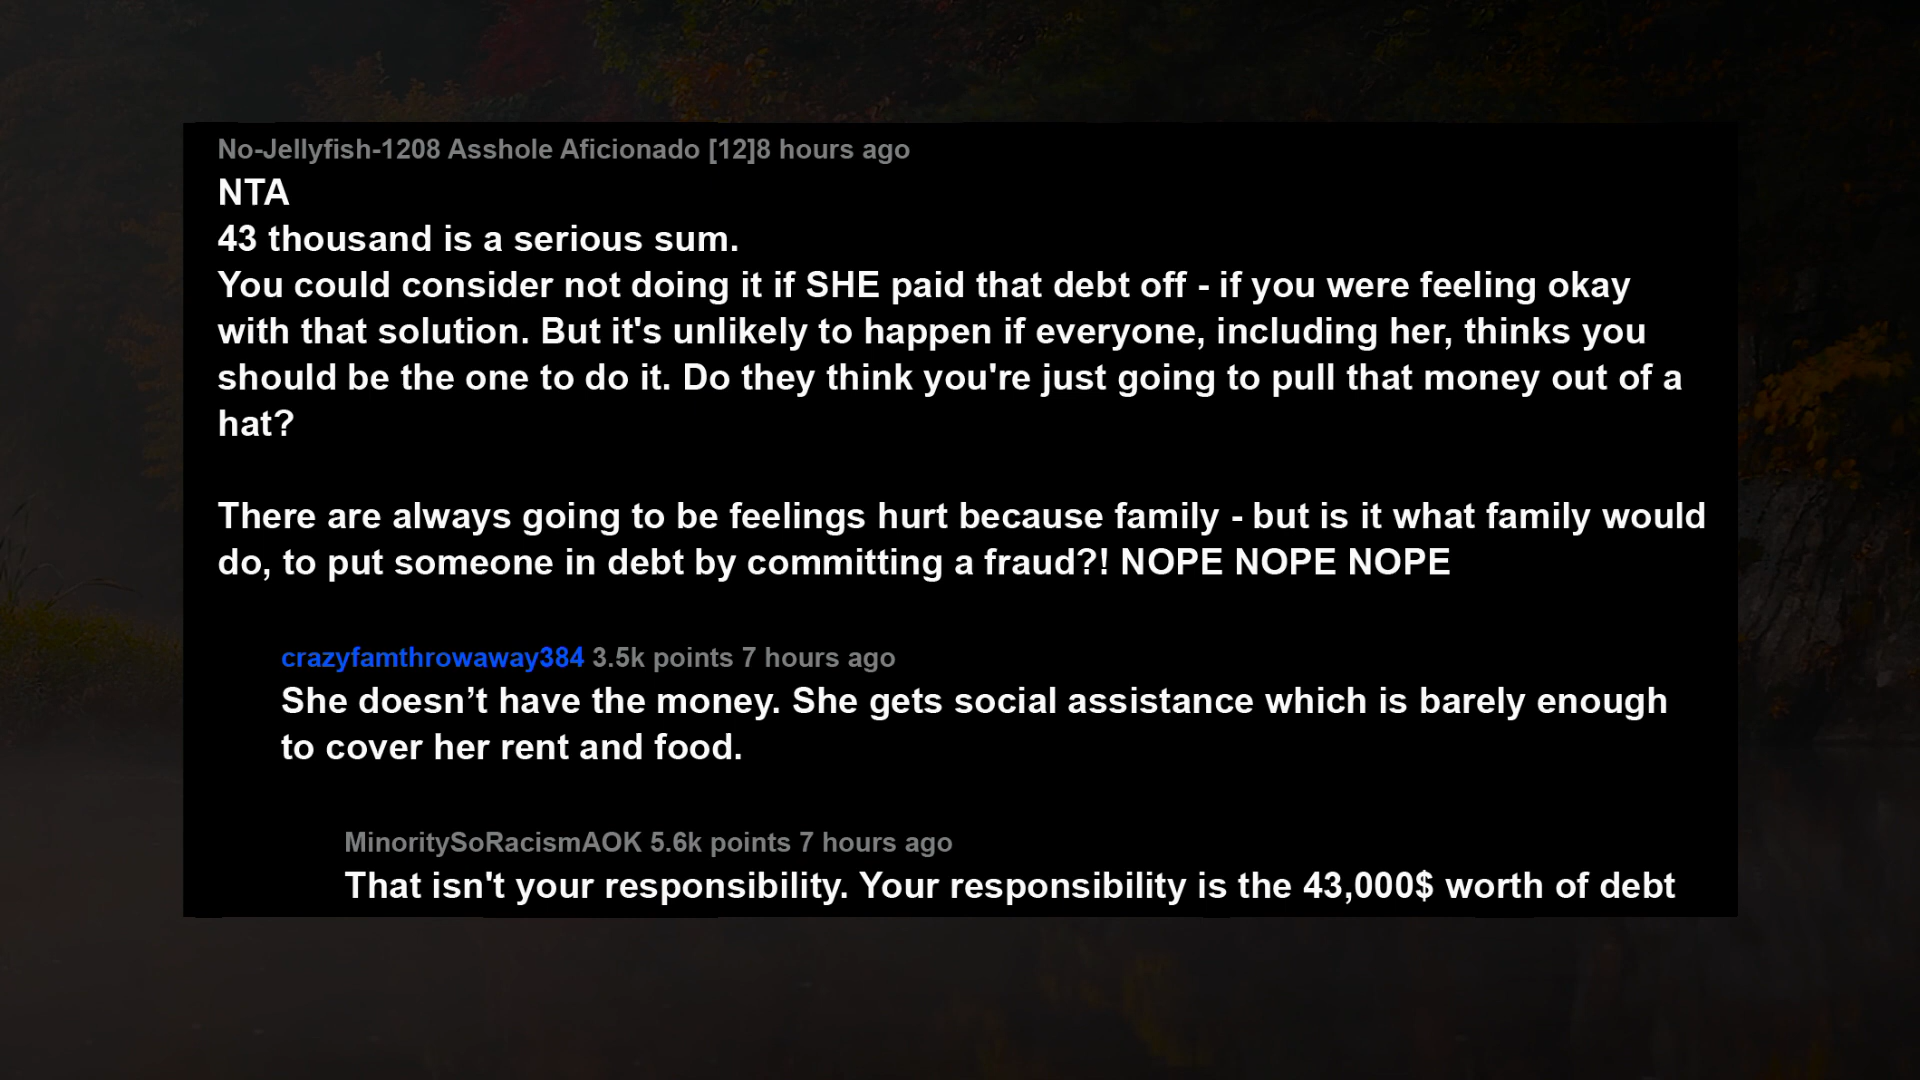 No-Jellyfish-1208 Asshole Aficionado [12]8 hours ago
NTA
43 thousand is a serious sum.
You could consider not doing it if SHE paid that debt off - if you were feeling okay
with that solution. But it's unlikely to happen if everyone, including her, thinks you
should be the one to do it. Do they think you're just going to pull that money out of a
hat?
There are always going to be feelings hurt because family - but is it what family would
do, to put someone in debt by committing a fraud?! NOPE NOPE NOPE
crazyfamthrowaway384 3.5k points 7 hours ago
She doesn’t have the money. She gets social assistance which is barely enough
to cover her rent and food.
MinoritySoRacismAOK 5.6k points 7 hours ago
That isn't your responsibility. Your responsibility is the 43,000$ worth of debt